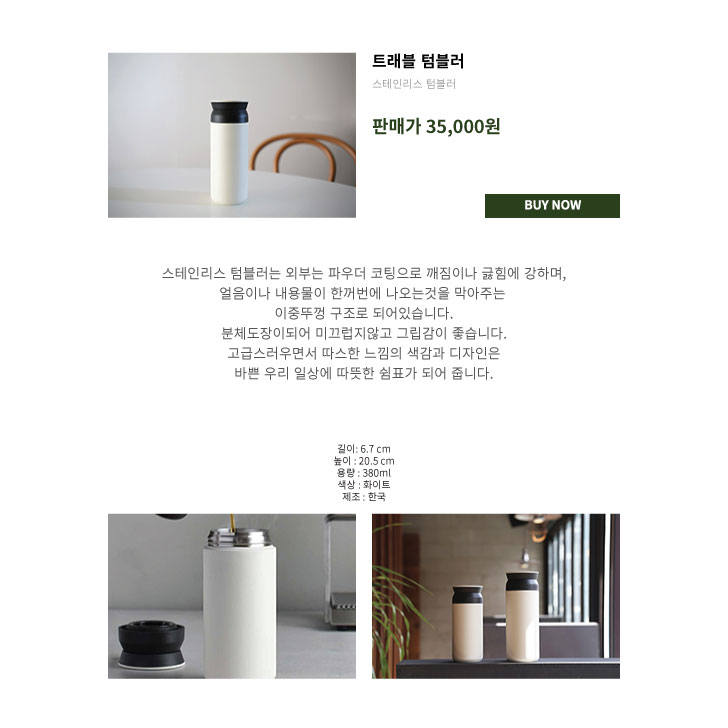 트래블 텀블러
스테인리스 텀블러
판매가 35,000원
BUY NOW
스테인리스 텀블러는 외부는 파우더 코팅으로 깨짐이나 긁힘에 강하며,
얼음이나 내용물이 한꺼번에 나오는것을 막아주는
이중뚜껑 구조로 되어있습니다.
분체도장이되어 미끄럽지않고 그립감이 좋습니다.
고급스러우면서 따스한 느낌의 색감과 디자인은
바쁜 우리 일상에 따뜻한 쉼표가 되어 줍니다.
길이: 6.7 cm
높이 : 20.5 cm
용량 : 380ml
색상 : 화이트
제조 : 한국